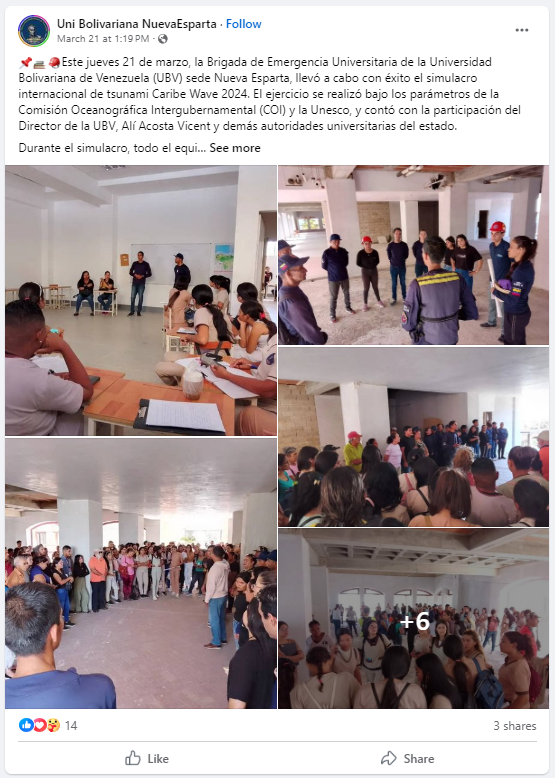 Uni Bolivariana NuevaEsparta · Follow
March 21 at 1:19 PM ·
Este jueves 21 de marzo, la Brigada de Emergencia Universitaria de la Universidad
Bolivariana de Venezuela (UBV) sede Nueva Esparta, llevó a cabo con éxito el simulacro
internacional de tsunami Caribe Wave 2024. El ejercicio se realizó bajo los parámetros de la
Comisión Oceanográfica Intergubernamental (COI) y la Unesco, y contó con la participación del
Director de la UBV, Alí Acosta Vicent y demás autoridades universitarias del estado.
Durante el simulacro, todo el equi... See more
+6
14
3 shares
Like
Share